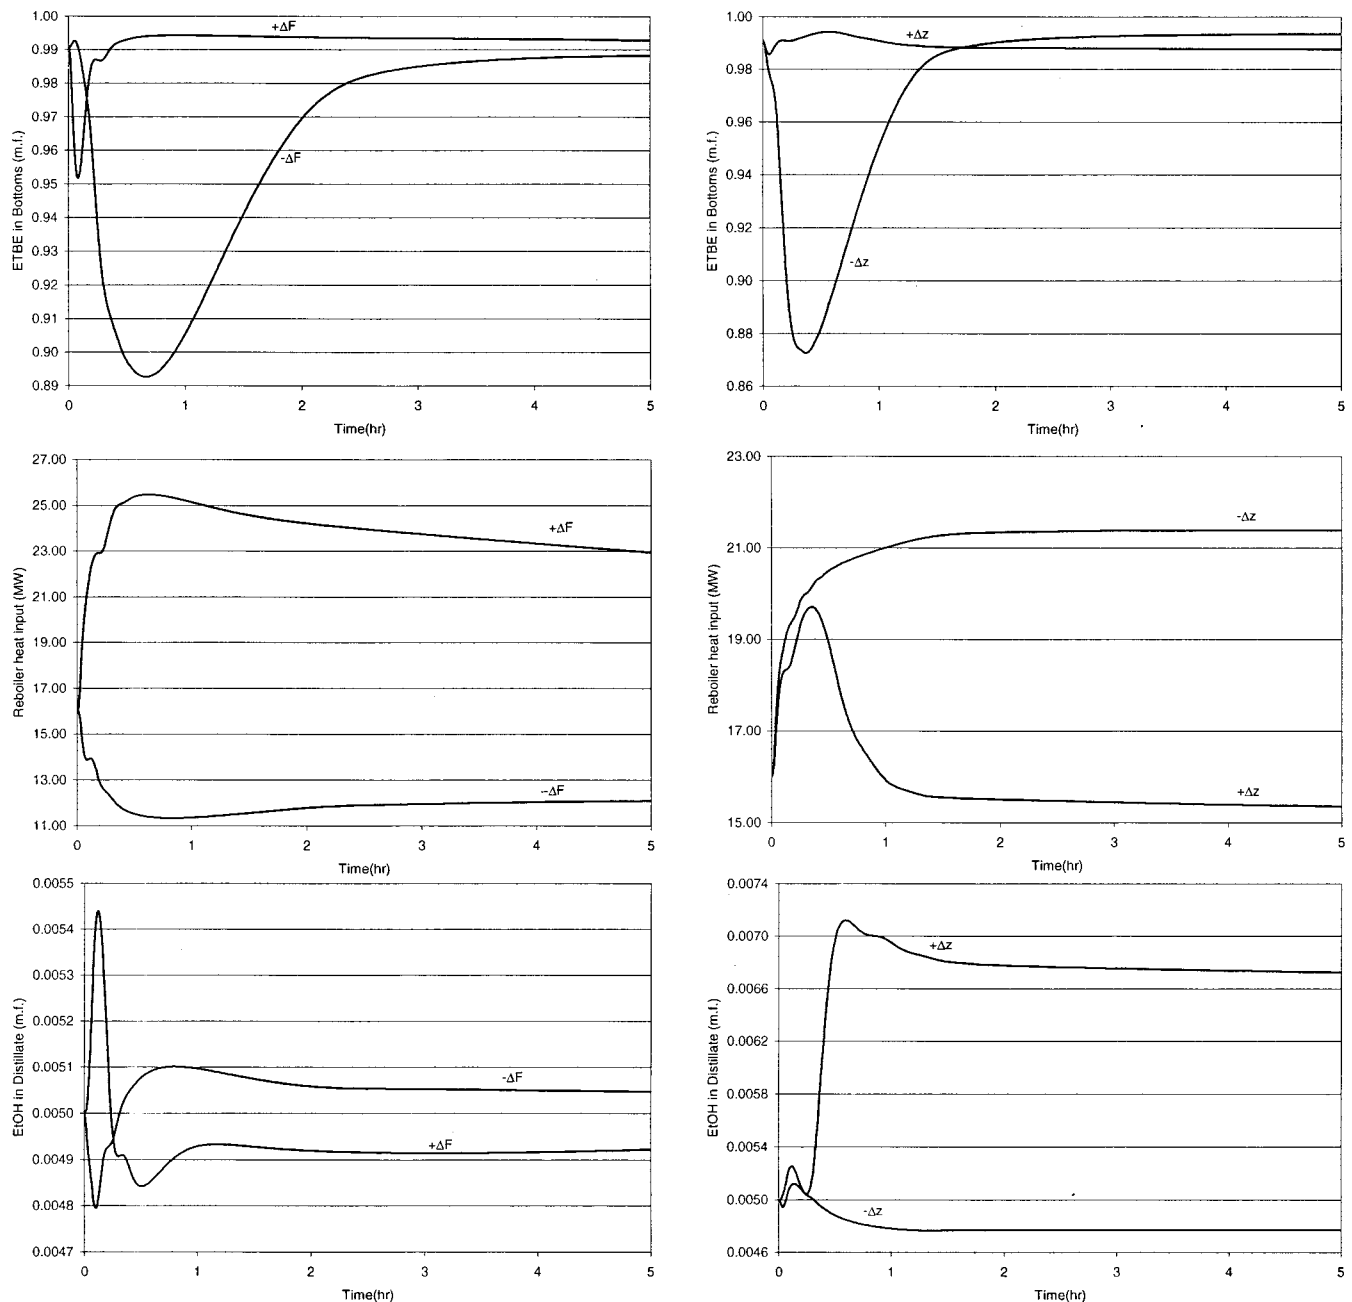 1.00
0.99
0.98
0.97
0.96
0.95
0.94
0.93
0.92
0.91
0.90
0.89
ETBE in Bottoms (m.f.)
+ΔF
-ΔF
0 1 2 3 4 5
Time(hr)
1.00
0.98
0.96
0.94
0.92
0.90
0.88
0.86
ETBE in Bottoms (m.f.)
+Δz
-Δz
0 1 2 3 4 5
Time(hr)
27.00
25.00
23.00
21.00
19.00
17.00
15.00
13.00
11.00
Reboiler heat input (MW)
+ΔF
-ΔF
0 1 2 3 4 5
Time(hr)
23.00
21.00
19.00
17.00
15.00
Reboiler heat input (MW)
-Δz
+Δz
0 1 2 3 4 5
Time(hr)
0.0055
0.0054
0.0053
0.0052
0.0051
0.0050
0.0049
0.0048
0.0047
EtOH in Distillate (m.f.)
-ΔF
+ΔF
0 1 2 3 4 5
Time(hr)
0.0074
0.0070
0.0066
0.0062
0.0058
0.0054
0.0050
0.0046
EtOH in Distillate (m.f.)
+Δz
-Δz
0 1 2 3 4 5
Time(hr)